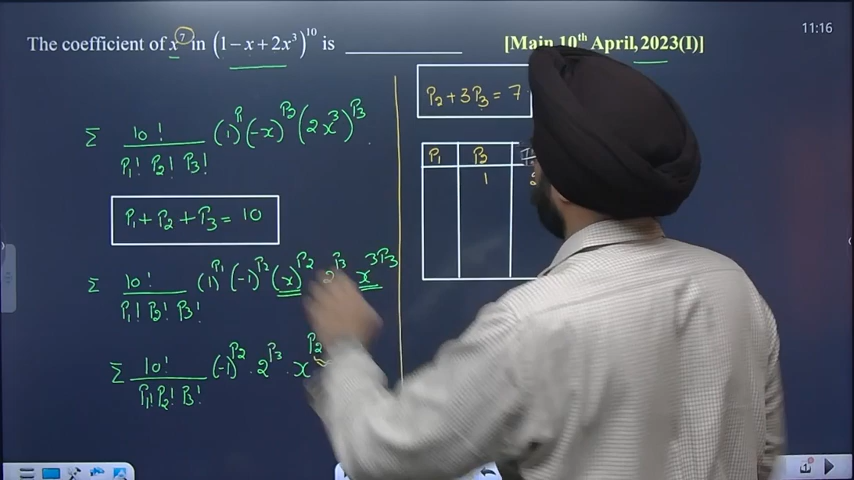 The coefficient of x⁷ in (1−x+2x³)¹⁰ is __________ [Main 10th April, 2023(I)]
11:16
Σ 10! / P₁! P₂! P₃! (1)^P₁ (−x)^P₂ (2x³)^P₃
P₁ + P₂ + P₃ = 10
Σ 10! / P₁! P₂! P₃! (1)^P₁ (−1)^P₂ (x)^P₂ 2^P₃ x^3P₃
Σ 10! / P₁! P₂! P₃! (−1)^P₂ · 2^P₃ · x^P₂
P₂ + 3P₃ = 7
P₁ P₂
1